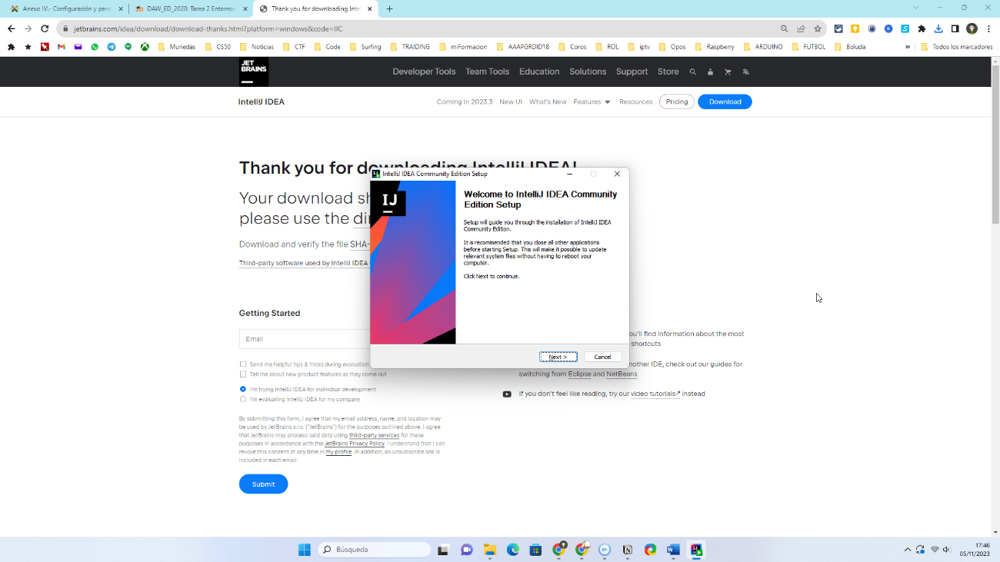 Anexo IV.- Configuración y pers
DAW_ED_2020: Tarea 2 Entornos
Thank you for downloading Inte
jetbrains.com/idea/download/download-thanks.html?platform=windows&code=IIC
Muriedas
CS50
Noticias
CTF
Code
Surfing
TRAIDING
miFormacion
AAAPGRDID18
Coros
ROL
iptv
Opos
Raspberry
ARDUINO
FUTBOL
Boluda
»
Todos los marcadores
JET
BRAINS
Developer Tools
Team Tools
Education
Solutions
Support
Store
IntelliJ IDEA
Coming in 2023.3
New UI
What's New
Features
Resources
Pricing
Download
Thank you for downloading IntelliJ IDEA!
Your download sh
please use the di
Download and verify the file SHA-
Third-party software used by IntelliJ IDEA
IntelliJ IDEA Community Edition Setup
IJ
Welcome to IntelliJ IDEA Community
Edition Setup
Setup will guide you through the installation of IntelliJ IDEA
Community Edition.
It is recommended that you close all other applications
before starting Setup. This will make it possible to update
relevant system files without having to reboot your
computer.
Click Next to continue.
Next >
Cancel
Getting Started
Email
Send me helpful tips & tricks during evaluation
Tell me about new product features as they come out
I'm trying IntelliJ IDEA for individual development
I'm evaluating IntelliJ IDEA for my company
By submitting this form, I agree that my email address, name, and location may
be used by JetBrains s.r.o. ("JetBrains") for the purposes outlined above. I agree
that JetBrains may process said data using third-party services for these
purposes in accordance with the JetBrains Privacy Policy. I understand that I can
revoke this consent at any time in my profile. In addition, an unsubscribe link is
included in each email.
Submit
ou'll find information about the most
shortcuts
nother IDE, check out our guides for
switching from Eclipse and NetBeans
If you don't feel like reading, try our video tutorials↗ instead
Búsqueda
17:46
05/11/2023